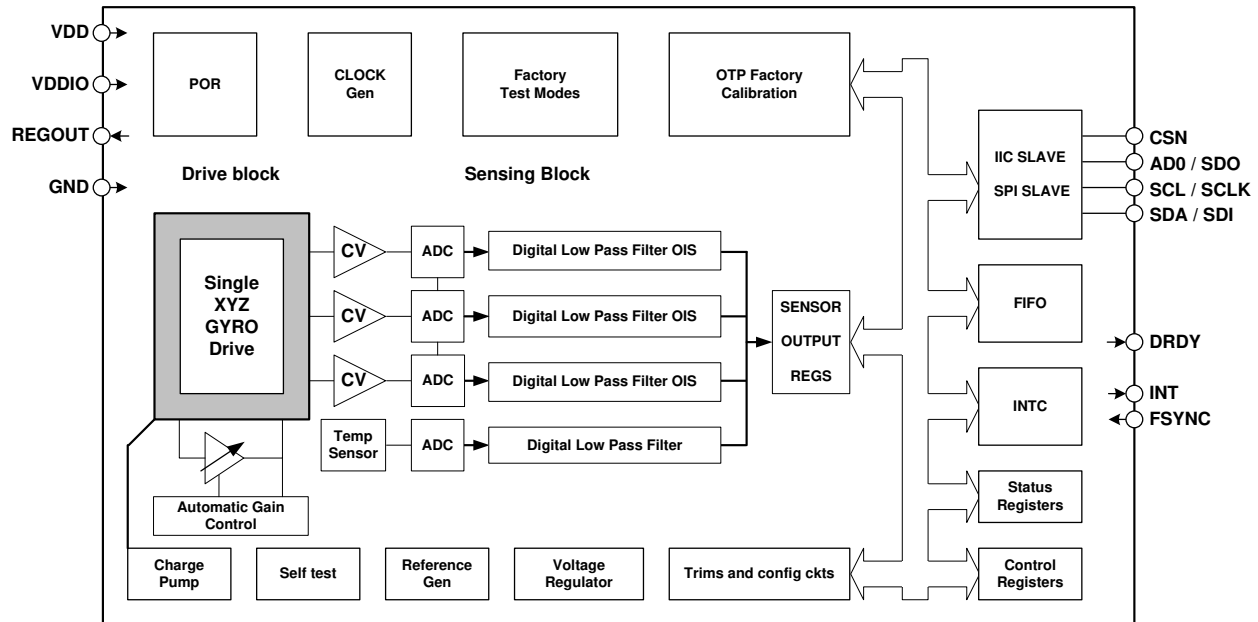 VDD
VDDIO
REGOUT
GND
POR
CLOCK
Gen
Factory
Test Modes
OTP Factory
Calibration
IIC SLAVE
SPI SLAVE
CSN
AD0 / SDO
SCL / SCLK
SDA / SDI
Drive block
Sensing Block
Single
XYZ
GYRO
Drive
CV
ADC
Digital Low Pass Filter OIS
CV
ADC
Digital Low Pass Filter OIS
CV
ADC
Digital Low Pass Filter OIS
Temp
Sensor
ADC
Digital Low Pass Filter
SENSOR
OUTPUT
REGS
FIFO
DRDY
INTC
INT
FSYNC
Automatic Gain
Control
Status
Registers
Charge
Pump
Self test
Reference
Gen
Voltage
Regulator
Trims and config ckts
Control
Registers